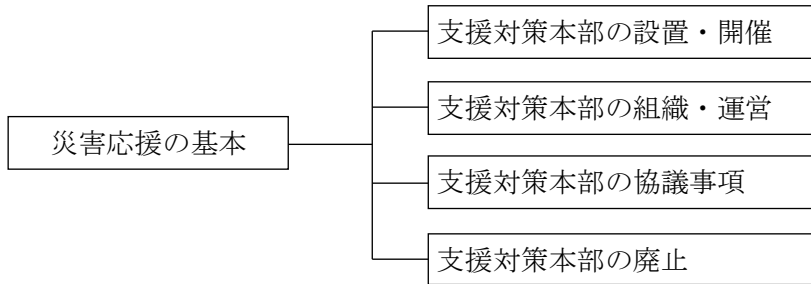 支援対策本部の設置・開催
支援対策本部の組織・運営
災害応援の基本
支援対策本部の協議事項
支援対策本部の廃止